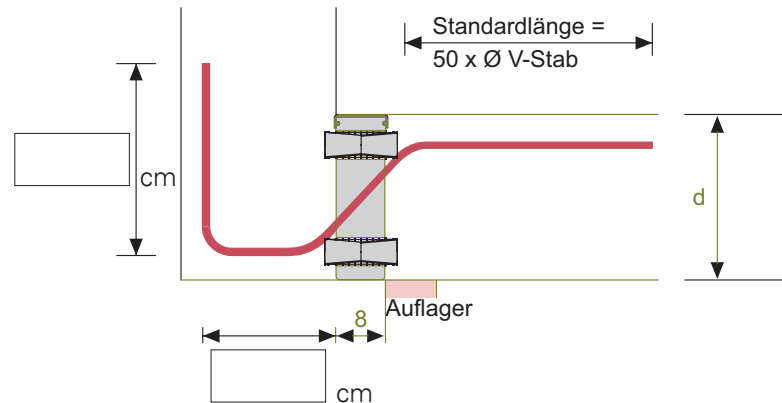 Standardlänge =
50 x Ø V-Stab
cm
d
Auflager
8
cm